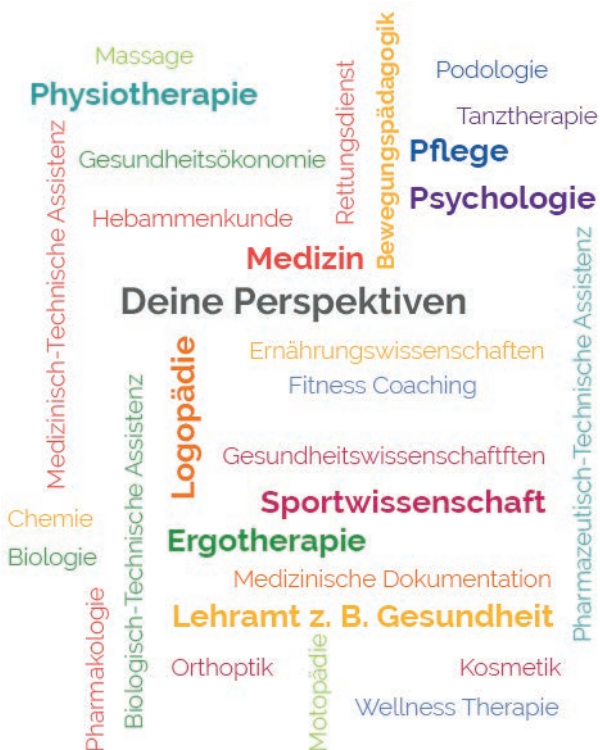 Massage
Physiotherapie
Medizinisch-Technische Assistenz
Gesundheitsökonomie
Hebammenkunde
Rettungsdienst
Bewegungspädagogik
Podologie
Tanztherapie
Pflege
Psychologie
Medizin
Deine Perspektiven
Logopädie
Ernährungswissenschaften
Fitness Coaching
Pharmazeutisch-Technische Assistenz
Biologisch-Technische Assistenz
Gesundheitswissenschaftften
Sportwissenschaft
Chemie
Biologie
Ergotherapie
Medizinische Dokumentation
Lehramt z. B. Gesundheit
Pharmakologie
Orthoptik
Motopädie
Kosmetik
Wellness Therapie